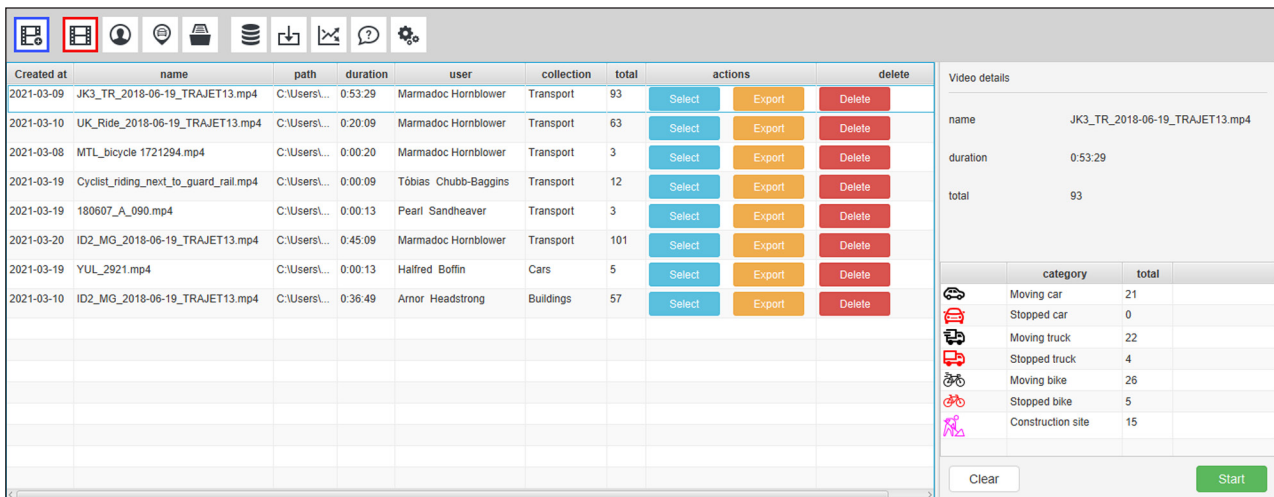 Created at name path duration user collection total actions delete
2021-03-09 JK3_TR_2018-06-19_TRAJET13.mp4 C:\Users\... 0:53:29 Marmadoc Hornblower Transport 93 Select Export Delete
2021-03-10 UK_Ride_2018-06-19_TRAJET13.mp4 C:\Users\... 0:20:09 Marmadoc Hornblower Transport 63 Select Export Delete
2021-03-08 MTL_bicycle 1721294.mp4 C:\Users\... 0:00:20 Marmadoc Hornblower Transport 3 Select Export Delete
2021-03-19 Cyclist_riding_next_to_guard_rail.mp4 C:\Users\... 0:00:09 Tóbias Chubb-Baggins Transport 12 Select Export Delete
2021-03-19 180607_A_090.mp4 C:\Users\... 0:00:13 Pearl Sandheaver Transport 3 Select Export Delete
2021-03-20 ID2_MG_2018-06-19_TRAJET13.mp4 C:\Users\... 0:45:09 Marmadoc Hornblower Transport 101 Select Export Delete
2021-03-19 YUL_2921.mp4 C:\Users\... 0:00:13 Halfred Boffin Cars 5 Select Export Delete
2021-03-10 ID2_MG_2018-06-19_TRAJET13.mp4 C:\Users\... 0:36:49 Arnor Headstrong Buildings 57 Select Export Delete
Video details
name JK3_TR_2018-06-19_TRAJET13.mp4
duration 0:53:29
total 93
category total
Moving car 21
Stopped car 0
Moving truck 22
Stopped truck 4
Moving bike 26
Stopped bike 5
Construction site 15
Clear Start